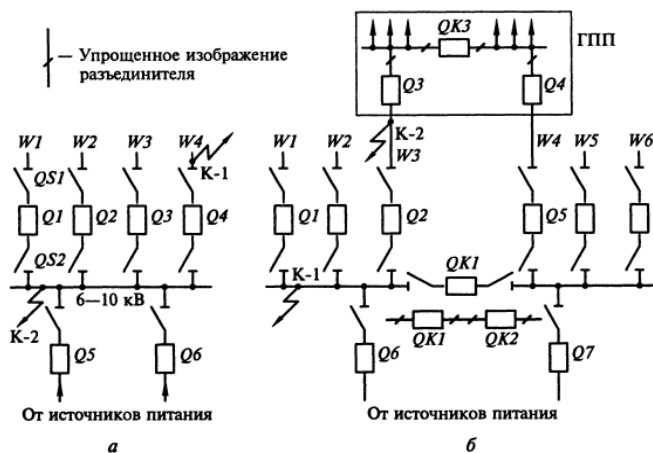 — Упрощенное изображение
разъединителя
QK3
ГПП
Q3
Q4
К-2
W1 W2 W3 W4
К-1
QS1
Q1 Q2 Q3 Q4
QS2
6—10 кВ
К-2
Q5 Q6
От источников питания
а
W1 W2 W3 W4 W5 W6
Q1 Q2 Q5
К-1
QK1
QK1 QK2
Q6 Q7
От источников питания
б